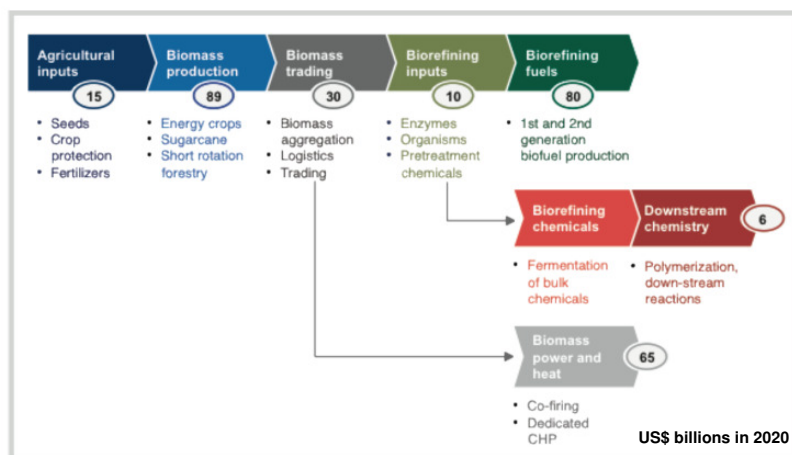 Agricultural
inputs
15
Biomass
production
89
Biomass
trading
30
Biorefining
inputs
10
Biorefining
fuels
80
• Seeds
• Crop
protection
• Fertilizers
• Energy crops
• Sugarcane
• Short rotation
forestry
• Biomass
aggregation
• Logistics
• Trading
• Enzymes
• Organisms
• Pretreatment
chemicals
• 1st and 2nd
generation
biofuel production
Biorefining
chemicals
Downstream
chemistry
6
• Fermentation
of bulk
chemicals
• Polymerization,
down-stream
reactions
Biomass
power and
heat
65
• Co-firing
• Dedicated
CHP
US$ billions in 2020